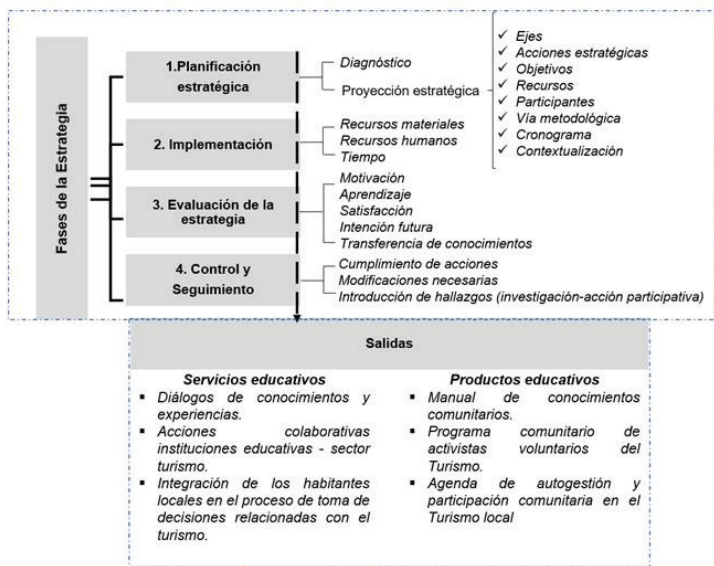 Fases de la Estrategia
1.Planificación
estratégica
Diagnóstico
Proyección estratégica
✓ Ejes
✓ Acciones estratégicas
✓ Objetivos
✓ Recursos
✓ Participantes
✓ Vía metodológica
✓ Cronograma
✓ Contextualización
2. Implementación
Recursos materiales
Recursos humanos
Tiempo
3. Evaluación de la
estrategia
Motivación
Aprendizaje
Satisfacción
Intención futura
Transferencia de conocimientos
4. Control y
Seguimiento
Cumplimiento de acciones
Modificaciones necesarias
Introducción de hallazgos (investigación-acción participativa)
Salidas
Servicios educativos
▪ Diálogos de conocimientos y
experiencias.
▪ Acciones colaborativas
instituciones educativas - sector
turismo.
▪ Integración de los habitantes
locales en el proceso de toma de
decisiones relacionadas con el
turismo.
Productos educativos
▪ Manual de conocimientos
comunitarios.
▪ Programa comunitario de
activistas voluntarios del
Turismo.
▪ Agenda de autogestión y
participación comunitaria en el
Turismo local